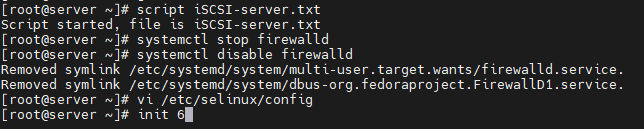 [root@server ~]# script iSCSI-server.txt
Script started, file is iSCSI-server.txt
[root@server ~]# systemctl stop firewalld
[root@server ~]# systemctl disable firewalld
Removed symlink /etc/systemd/system/multi-user.target.wants/firewalld.service.
Removed symlink /etc/systemd/system/dbus-org.fedoraproject.FirewallD1.service.
[root@server ~]# vi /etc/selinux/config
[root@server ~]# init 6